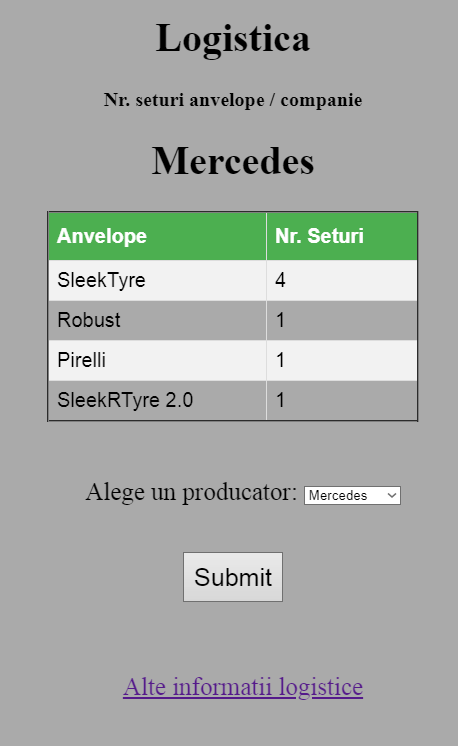 Logistica
Nr. seturi anvelope / companie
Mercedes
Anvelope Nr. Seturi
SleekTyre 4
Robust 1
Pirelli 1
SleekRTyre 2.0 1
Alege un producator: Mercedes
Submit
Alte informatii logistice